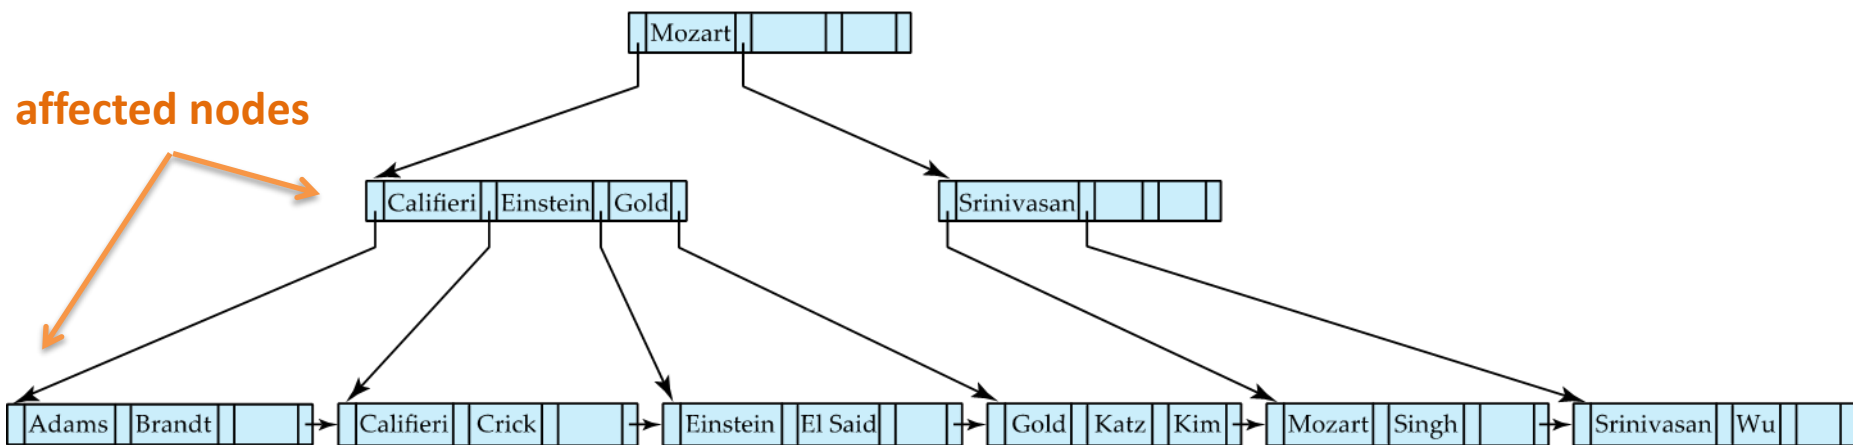 Mozart
affected nodes
Califieri Einstein Gold
Srinivasan
Adams Brandt
Califieri Crick
Einstein El Said
Gold Katz Kim
Mozart Singh
Srinivasan Wu